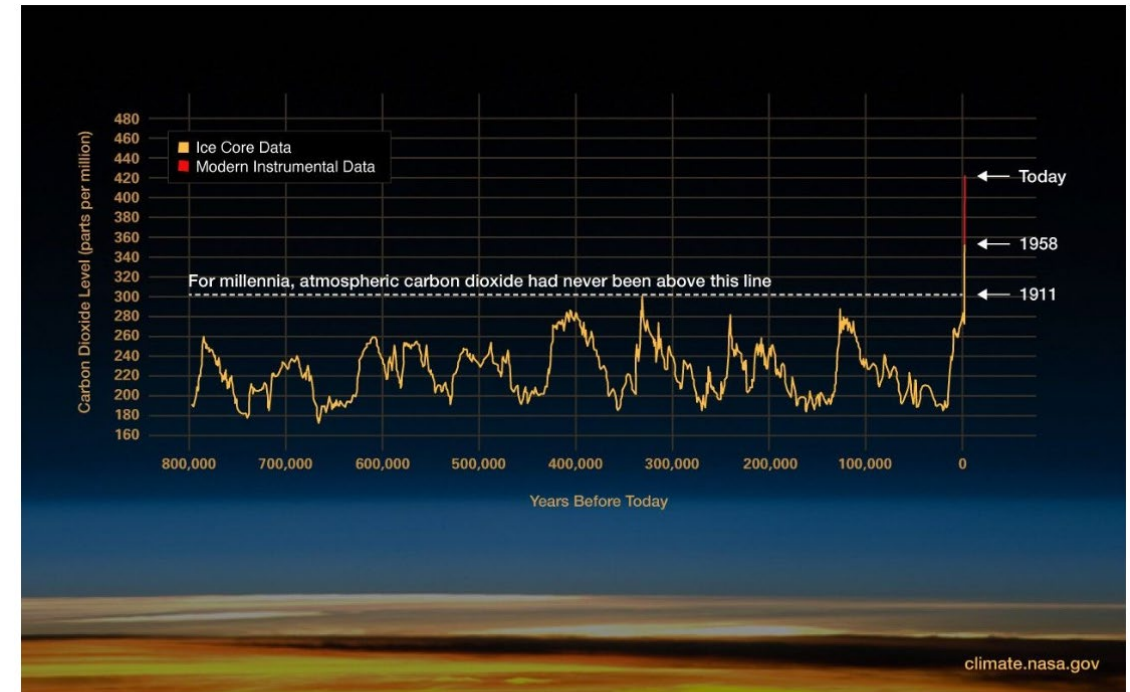 480
460
440
420
400
380
360
340
320
300
280
260
240
220
200
180
160
Carbon Dioxide Level (parts per million)
Ice Core Data
Modern Instrumental Data
For millennia, atmospheric carbon dioxide had never been above this line
Today
1958
1911
800,000 700,000 600,000 500,000 400,000 300,000 200,000 100,000 0
Years Before Today
climate.nasa.gov